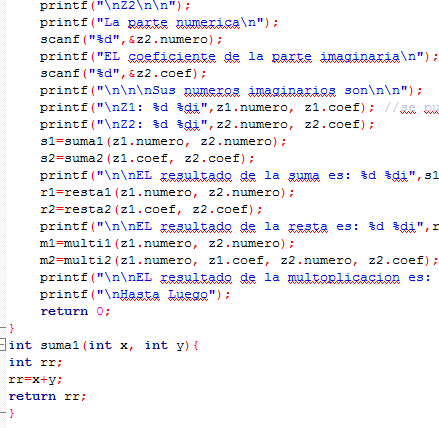 printf("\nZ2\n\n");
printf("La parte numerica\n");
scanf("%d",&z2.numero);
printf("EL coeficiente de la parte imaginaria\n");
scanf("%d",&z2.coef);
printf("\n\n\nSus numeros imaginarios son\n\n");
printf("\nZ1: %d %di",z1.numero, z1.coef); //se pu
printf("\nZ2: %d %di",z2.numero, z2.coef);
s1=suma1(z1.numero, z2.numero);
s2=suma2(z1.coef, z2.coef);
printf("\n\nEL resultado de la suma es: %d %di",s1
r1=resta1(z1.numero, z2.numero);
r2=resta2(z1.coef, z2.coef);
printf("\n\nEL resultado de la resta es: %d %di",r
m1=multi1(z1.numero, z2.numero);
m2=multi2(z1.numero, z1.coef, z2.numero, z2.coef);
printf("\n\nEL resultado de la multoplicacion es:
printf("\nHasta Luego");
return 0;
}
int suma1(int x, int y){
int rr;
rr=x+y;
return rr;
}